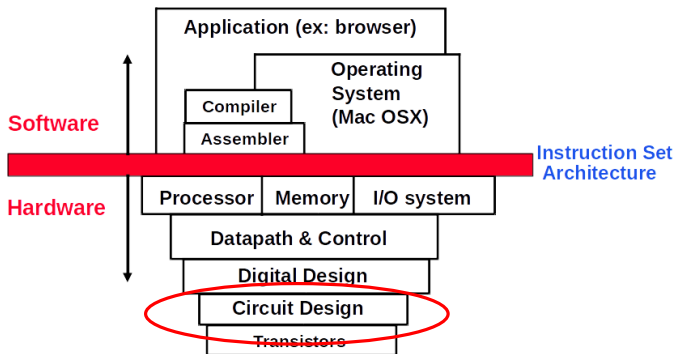 Application (ex: browser)
Operating
System
(Mac OSX)
Compiler
Assembler
Software
Instruction Set
Architecture
Hardware
Processor
Memory
I/O system
Datapath & Control
Digital Design
Circuit Design
Transistors